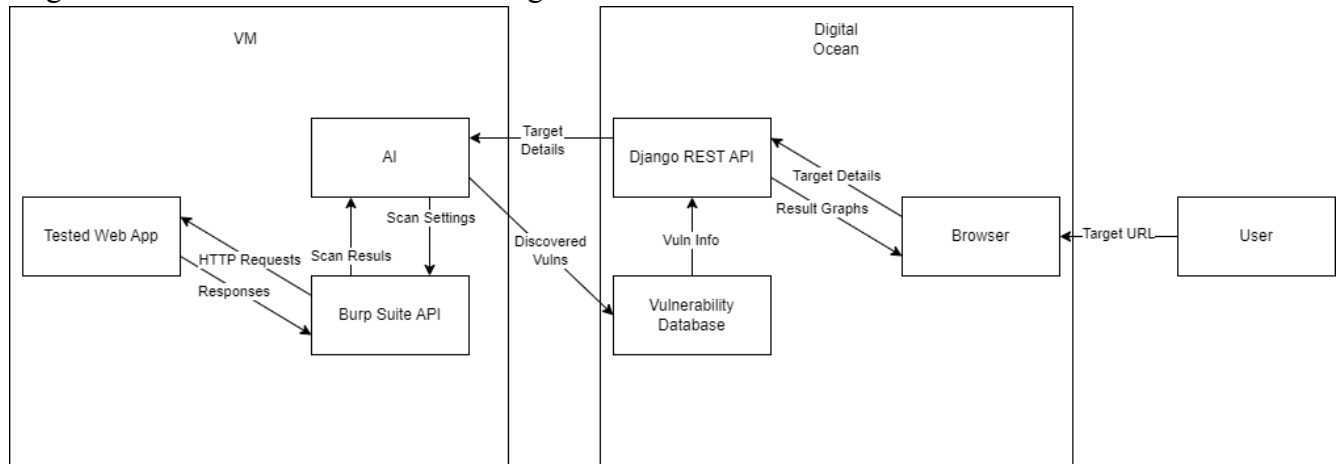 VM
Digital
Ocean
AI
Target
Details
Django REST API
Target Details
Result Graphs
Scan Settings
Tested Web App
HTTP Requests
Scan Resuls
Responses
Discovered
Vulns
Vuln Info
Browser
Target URL
User
Burp Suite API
Vulnerability
Database